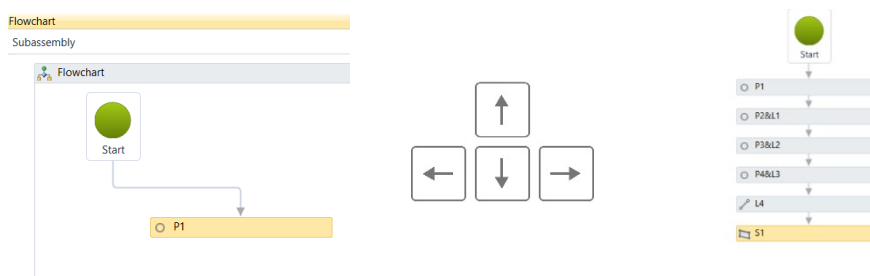 Flowchart
Subassembly
Flowchart
Start
P1
Start
P1
P2&L1
P3&L2
P4&L3
L4
S1